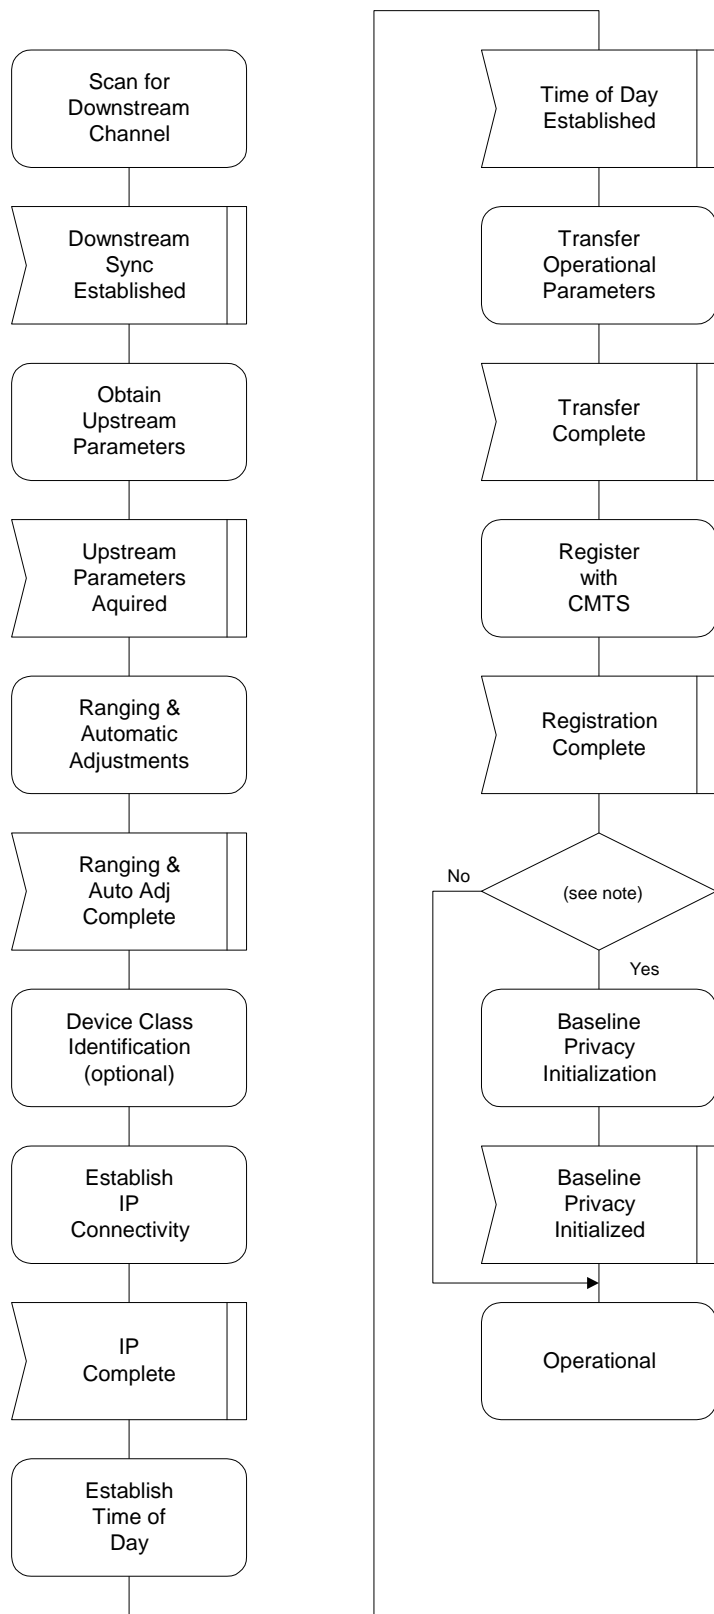 Scan for
Downstream
Channel
Downstream
Sync
Established
Obtain
Upstream
Parameters
Upstream
Parameters
Aquired
Ranging &
Automatic
Adjustments
Ranging &
Auto Adj
Complete
Device Class
Identification
(optional)
Establish
IP
Connectivity
IP
Complete
Establish
Time of
Day
Time of Day
Established
Transfer
Operational
Parameters
Transfer
Complete
Register
with
CMTS
Registration
Complete
No
(see note)
Yes
Baseline
Privacy
Initialization
Baseline
Privacy
Initialized
Operational